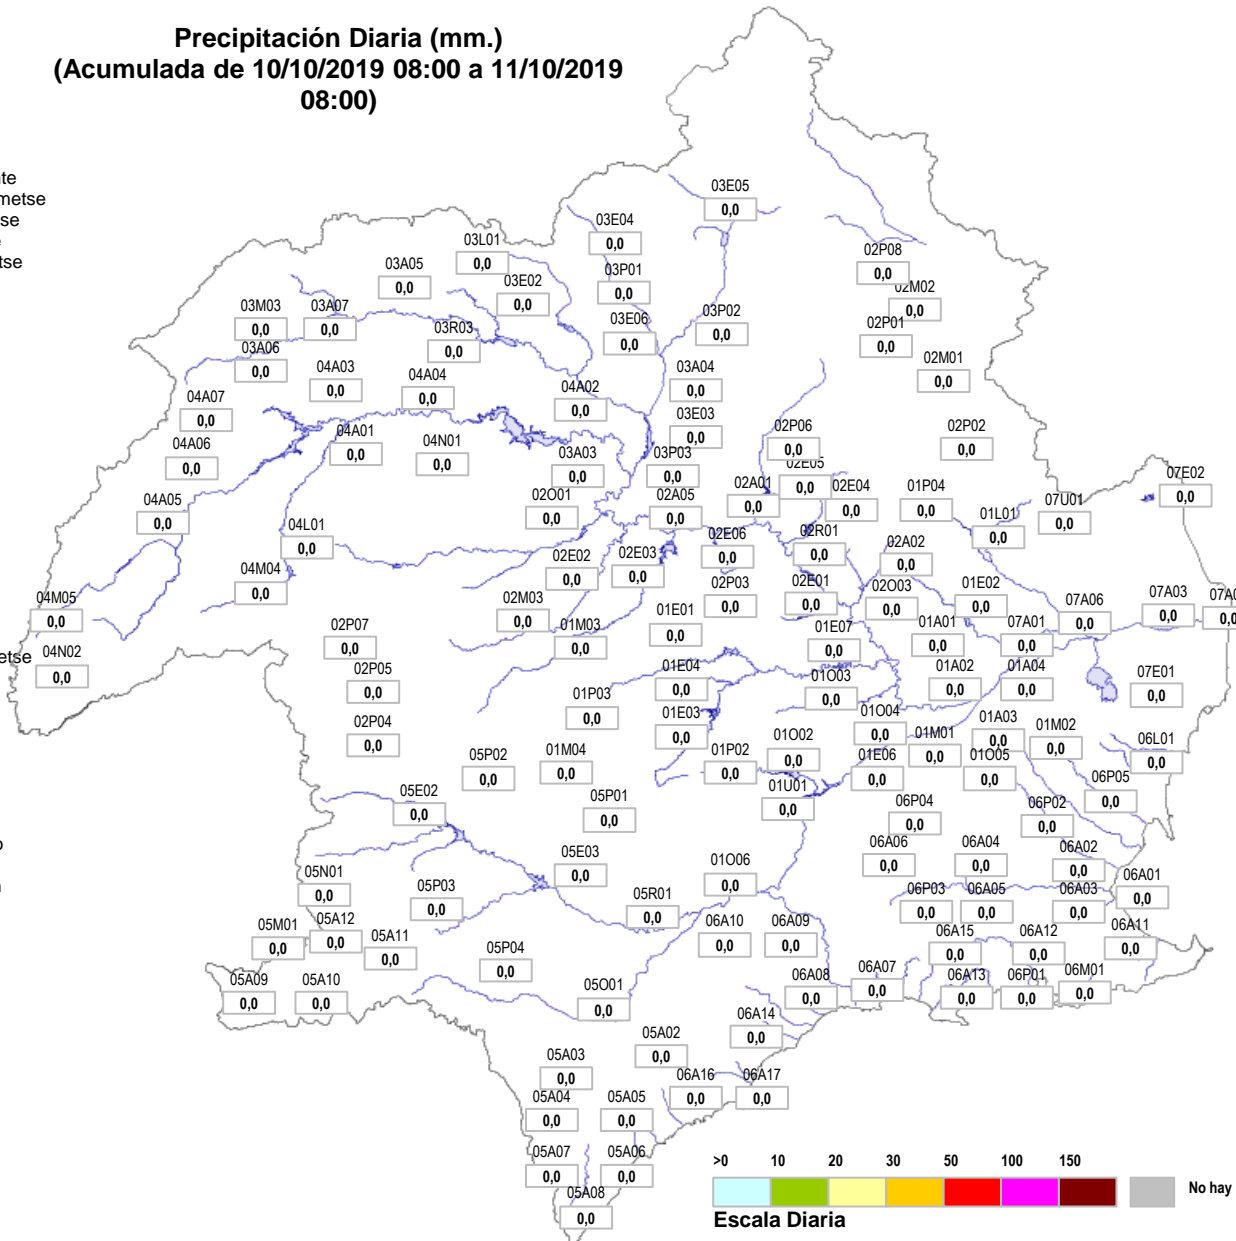 Precipitación Diaria (mm.)
(Acumulada de 10/10/2019 08:00 a 11/10/2019
08:00)
nte
metse
se
e
tse
03E05
0,0
03E04
0,0
03L01
0,0
02P08
0,0
03A05
0,0
03E02
0,0
03P01
0,0
02M02
0,0
03M03
0,0
03A07
0,0
03R03
0,0
03E06
0,0
03P02
0,0
02P01
0,0
03A06
0,0
04A03
0,0
04A04
0,0
04A02
0,0
03A04
0,0
02M01
0,0
04A07
0,0
03E03
0,0
04A06
0,0
04A01
0,0
04N01
0,0
03A03
0,0
03P03
0,0
02P06
0,0
02P02
0,0
02E05
0,0
07E02
0,0
04A05
0,0
02O01
0,0
02A05
0,0
02A01
0,0
02E04
0,0
01P04
0,0
01L01
0,0
07U01
0,0
04L01
0,0
02E02
0,0
02E03
0,0
02E06
0,0
02R01
0,0
02A02
0,0
04M04
0,0
04M05
0,0
02M03
0,0
01E01
0,0
02P03
0,0
02E01
0,0
02O03
0,0
01E02
0,0
07A06
0,0
07A03
0,0
07A0
0,0
02P07
0,0
01M03
0,0
01E07
0,0
01A01
0,0
07A01
0,0
etse
04N02
0,0
02P05
0,0
01E04
0,0
01O03
0,0
01A02
0,0
01A04
0,0
07E01
0,0
01P03
0,0
02P04
0,0
01E03
0,0
01O04
0,0
01M01
0,0
01A03
0,0
01M02
0,0
06L01
0,0
05P02
0,0
01M04
0,0
01P02
0,0
01O02
0,0
01E06
0,0
01O05
0,0
06P05
0,0
05E02
0,0
05P01
0,0
01U01
0,0
06P04
0,0
06P02
0,0
o
05E03
0,0
01O06
0,0
06A06
0,0
06A04
0,0
06A02
0,0
n
05N01
0,0
05P03
0,0
05R01
0,0
06P03
0,0
06A05
0,0
06A03
0,0
06A01
0,0
05M01
0,0
05A12
0,0
05A11
0,0
05P04
0,0
06A10
0,0
06A09
0,0
06A15
0,0
06A12
0,0
06A11
0,0
05A09
0,0
05A10
0,0
05O01
0,0
06A08
0,0
06A07
0,0
06A13
0,0
06P01
0,0
06M01
0,0
05A02
0,0
06A14
0,0
05A03
0,0
06A16
0,0
06A17
0,0
05A04
0,0
05A05
0,0
05A07
0,0
05A06
0,0
05A08
0,0
>0 10 20 30 50 100 150
No hay
Escala Diaria